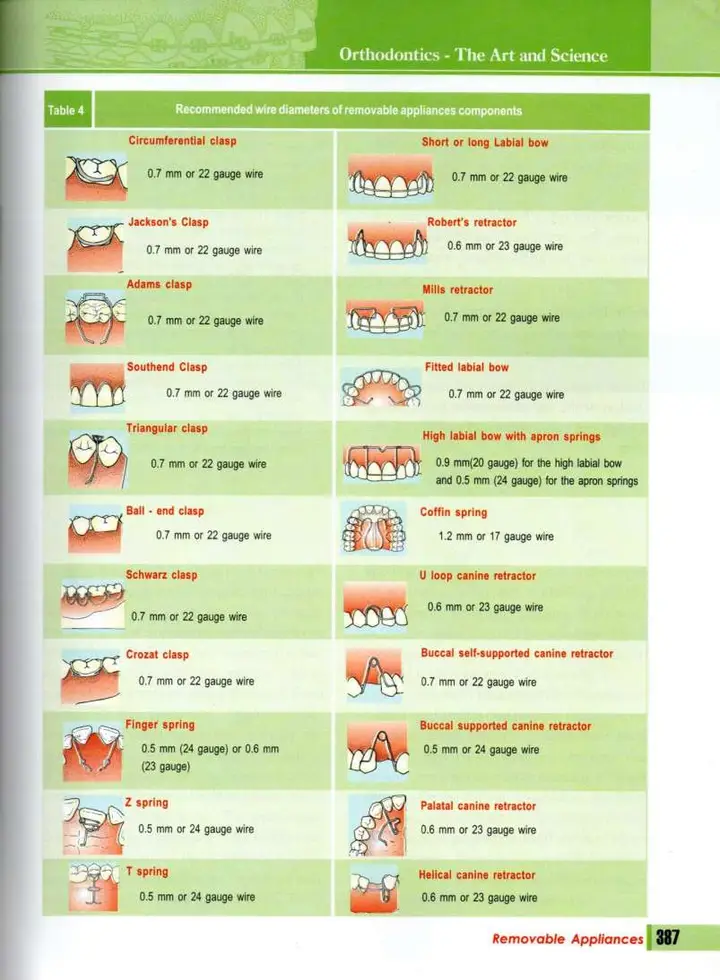 Orthodontics - The Art and Science
Table 4
Recommended wire diameters of removable appliances components
Circumferential clasp
0.7 mm or 22 gauge wire
Jackson's Clasp
0.7 mm or 22 gauge wire
Adams clasp
0.7 mm or 22 gauge wire
Southend Clasp
0.7 mm or 22 gauge wire
Triangular clasp
0.7 mm or 22 gauge wire
Ball - end clasp
0.7 mm or 22 gauge wire
Schwarz clasp
0.7 mm or 22 gauge wire
Crozat clasp
0.7 mm or 22 gauge wire
Finger spring
0.5 mm (24 gauge) or 0.6 mm
(23 gauge)
Z spring
0.5 mm or 24 gauge wire
T spring
0.5 mm or 24 gauge wire
Short or long Labial bow
0.7 mm or 22 gauge wire
Robert's retractor
0.6 mm or 23 gauge wire
Mills retractor
0.7 mm or 22 gauge wire
Fitted labial bow
0.7 mm or 22 gauge wire
High labial bow with apron springs
0.9 mm(20 gauge) for the high labial bow
and 0.5 mm (24 gauge) for the apron springs
Coffin spring
1.2 mm or 17 gauge wire
U loop canine retractor
0.6 mm or 23 gauge wire
Buccal self-supported canine retractor
0.7 mm or 22 gauge wire
Buccal supported canine retractor
0.5 mm or 24 gauge wire
Palatal canine retractor
0.6 mm or 23 gauge wire
Helical canine retractor
0.6 mm or 23 gauge wire
Removable Appliances 387